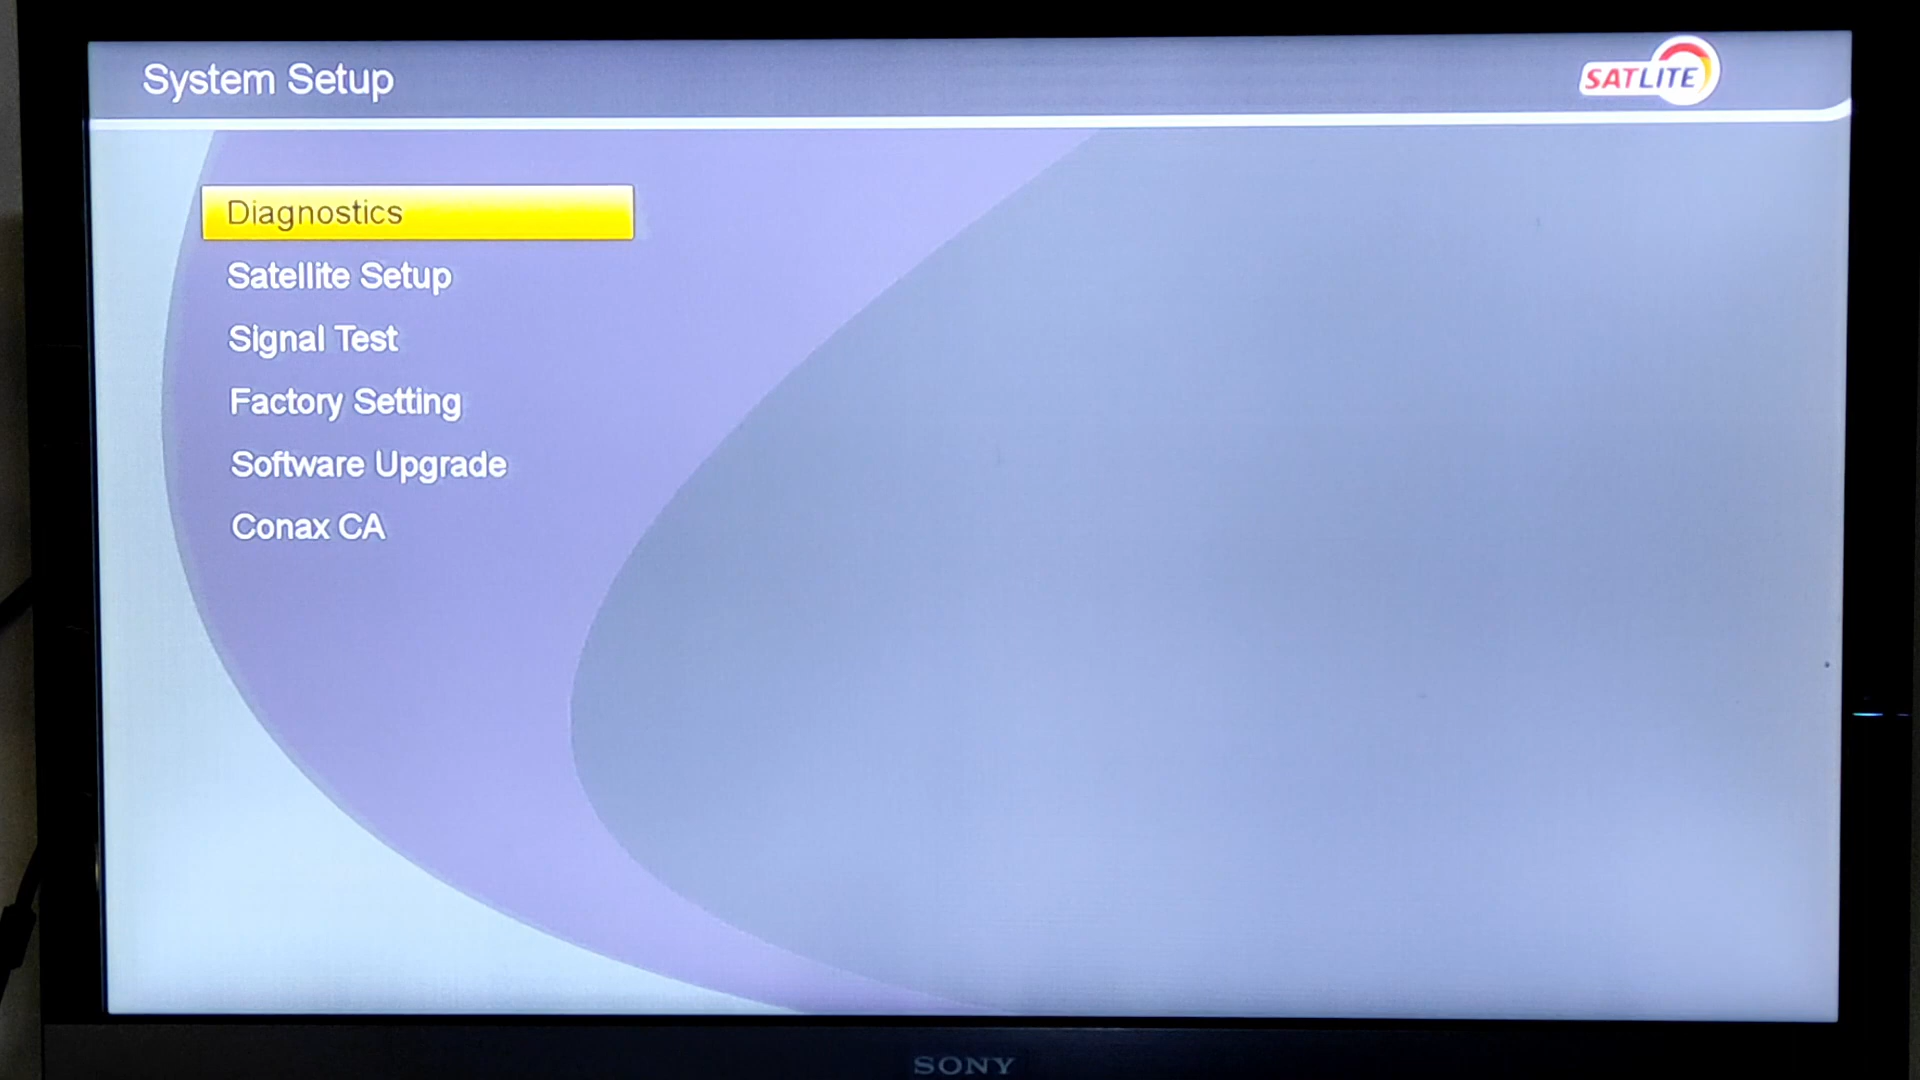 System Setup
SATLITE
Diagnostics
Satellite Setup
Signal Test
Factory Setting
Software Upgrade
Conax CA
SONY